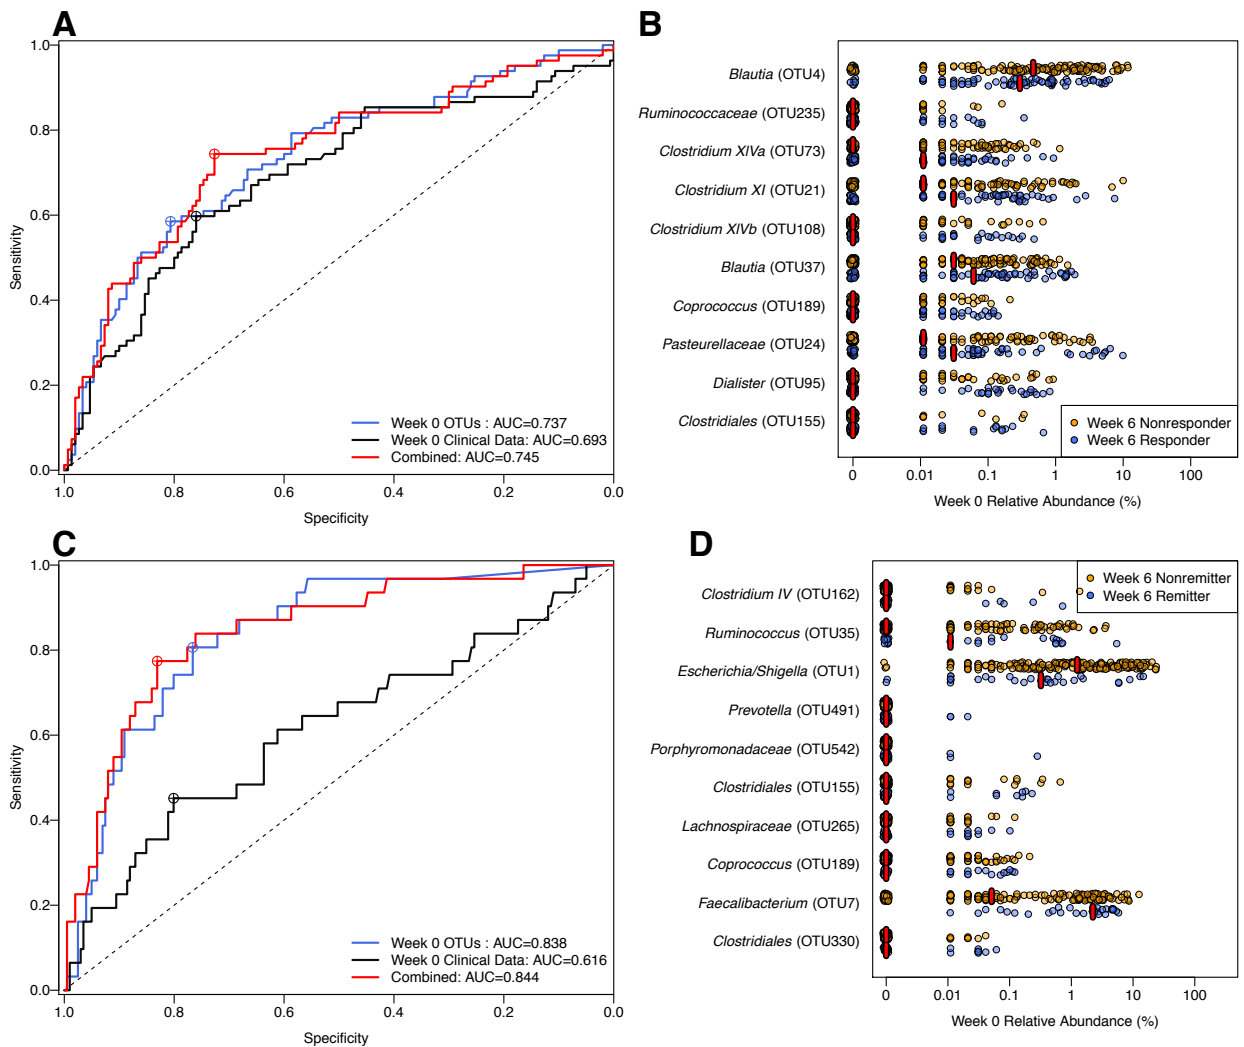 A
1.0
0.8
0.6
0.4
0.2
0.0
Sensitivity
Week 0 OTUs : AUC=0.737
Week 0 Clinical Data: AUC=0.693
Combined: AUC=0.745
1.0 0.8 0.6 0.4 0.2 0.0
Specificity
B
Blautia (OTU4)
Ruminococcaceae (OTU235)
Clostridium XIVa (OTU73)
Clostridium XI (OTU21)
Clostridium XIVb (OTU108)
Blautia (OTU37)
Coprococcus (OTU189)
Pasteurellaceae (OTU24)
Dialister (OTU95)
Clostridiales (OTU155)
Week 6 Nonresponder
Week 6 Responder
0 0.01 0.1 1 10 100
Week 0 Relative Abundance (%)
C
1.0
0.8
0.6
0.4
0.2
0.0
Sensitivity
Week 0 OTUs : AUC=0.838
Week 0 Clinical Data: AUC=0.616
Combined: AUC=0.844
1.0 0.8 0.6 0.4 0.2 0.0
Specificity
D
Week 6 Nonremitter
Week 6 Remitter
Clostridium IV (OTU162)
Ruminococcus (OTU35)
Escherichia/Shigella (OTU1)
Prevotella (OTU491)
Porphyromonadaceae (OTU542)
Clostridiales (OTU155)
Lachnospiraceae (OTU265)
Coprococcus (OTU189)
Faecalibacterium (OTU7)
Clostridiales (OTU330)
0 0.01 0.1 1 10 100
Week 0 Relative Abundance (%)